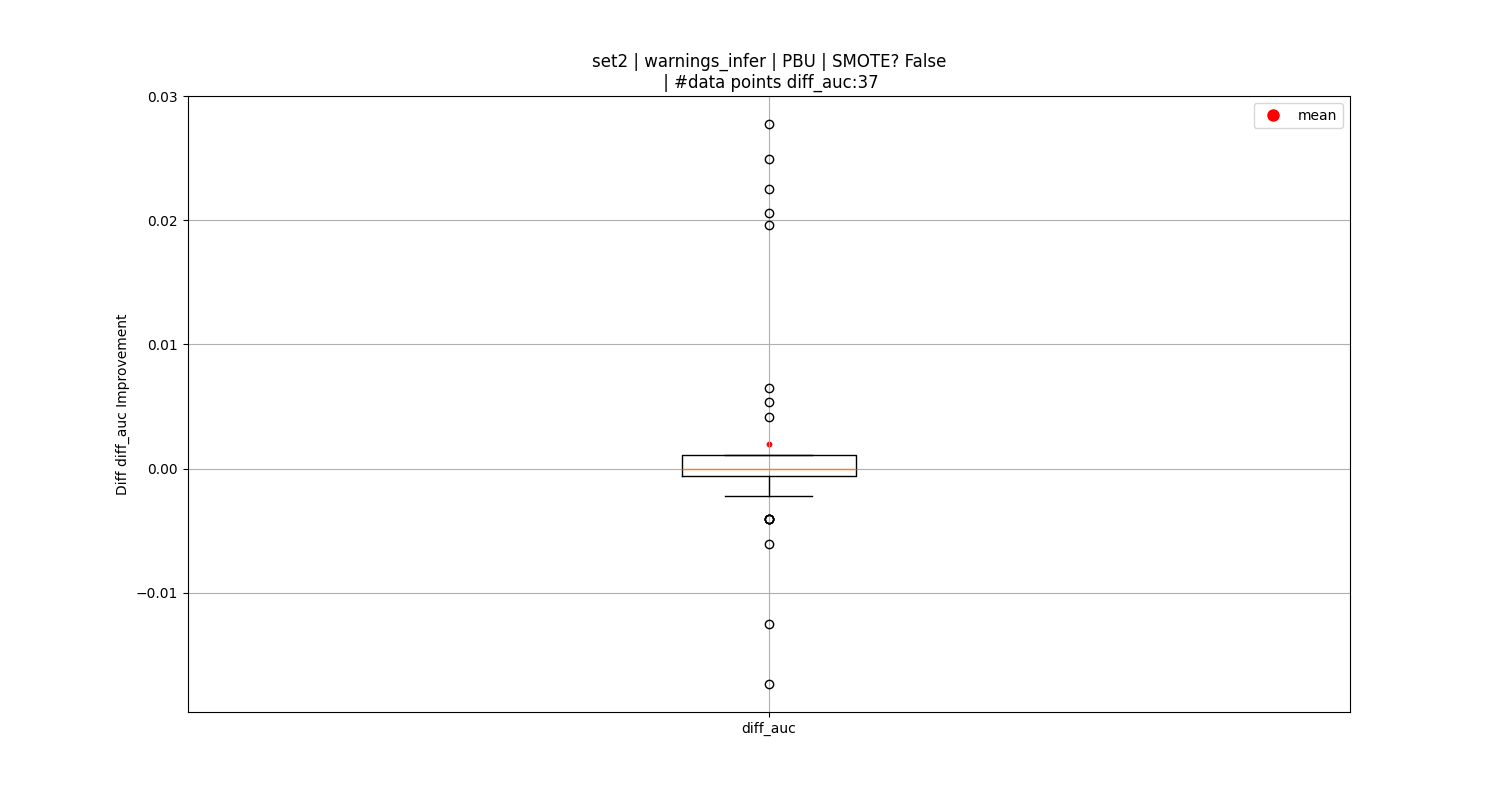 set2 | warnings_infer | PBU | SMOTE? False
| #data points diff_auc:37
mean
0.03
0.02
0.01
0.00
−0.01
Diff diff_auc Improvement
diff_auc